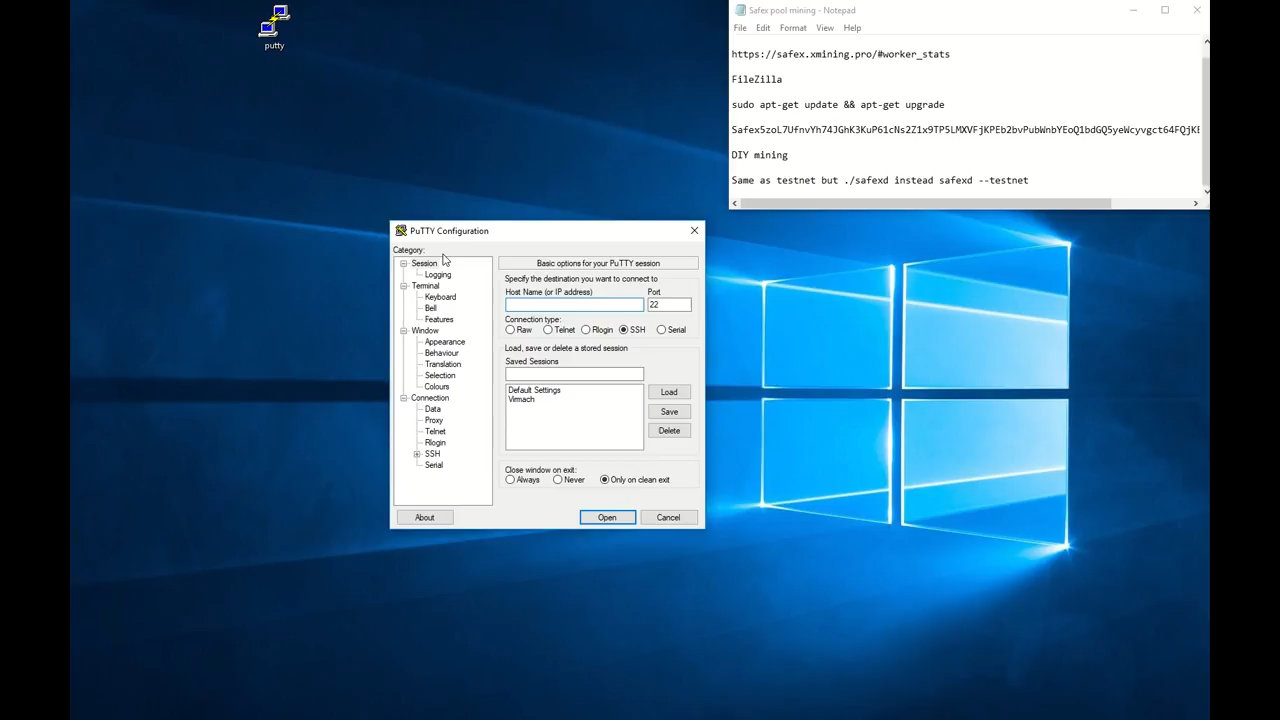 putty
Safex pool mining - Notepad
File Edit Format View Help
https://safex.xmining.pro/#worker_stats
FileZilla
sudo apt-get update && apt-get upgrade
Safex5zoL7UfnvYh74JGhK3KuP61cNs2Z1x9TP5LMXVFjKPEb2bvPubWnbYEoQ1bdGQ5yeWcyvgct64FQjKE
DIY mining
Same as testnet but ./safexd instead safexd --testnet
PuTTY Configuration
Category:
Session
Logging
Terminal
Keyboard
Bell
Features
Window
Appearance
Behaviour
Translation
Selection
Colours
Connection
Data
Proxy
Telnet
Rlogin
SSH
Serial
Basic options for your PuTTY session
Specify the destination you want to connect to
Host Name (or IP address) Port
22
Connection type:
Raw Telnet Rlogin SSH Serial
Load, save or delete a stored session
Saved Sessions
Default Settings
Virmach
Load
Save
Delete
Close window on exit:
Always Never Only on clean exit
About Open Cancel